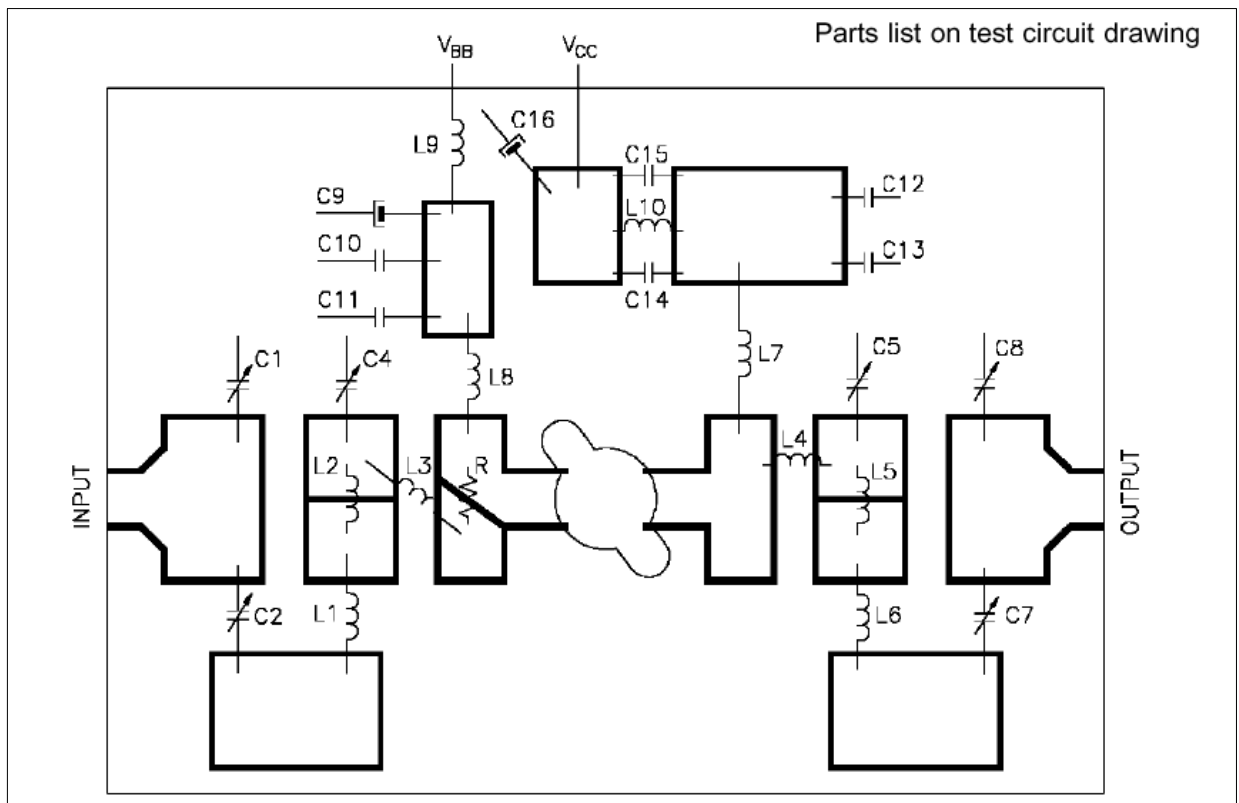 Parts list on test circuit drawing
VBB
VCC
C16
L9
C15
C9
C12
L10
C10
C13
C11
C14
C1
C4
L8
L7
C5
C8
L4
L2
L3
R
L5
INPUT
OUTPUT
C2
L1
L6
C7